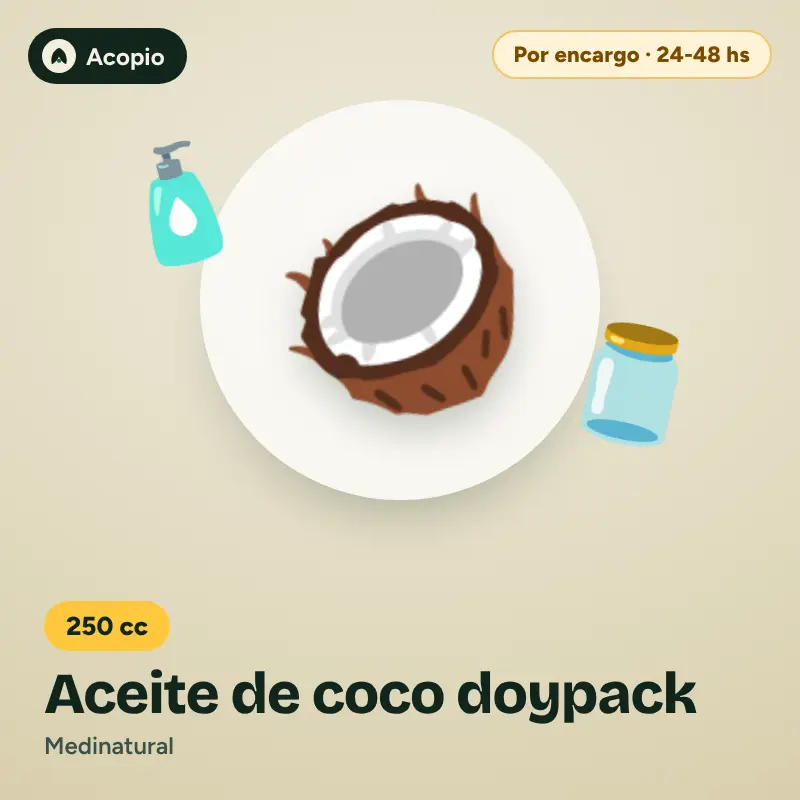 Acopio
Por encargo · 24-48 hs
250 cc
Aceite de coco doypack
Medinatural